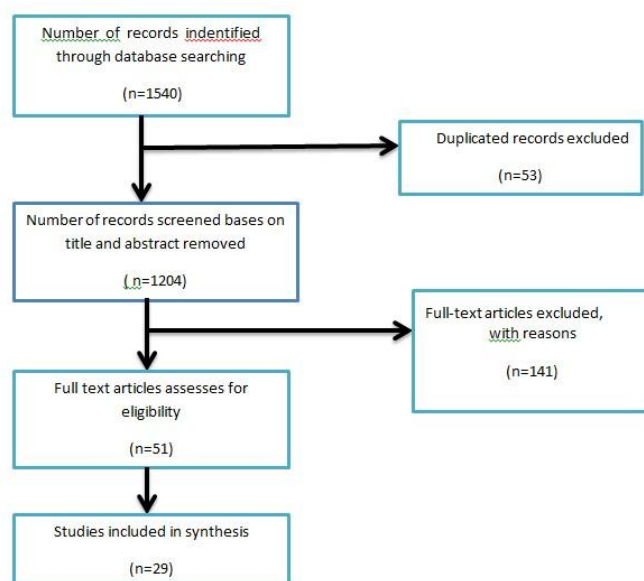 Number of records indentified
through database searching
(n=1540)
Duplicated records excluded
(n=53)
Number of records screened bases on
title and abstract removed
( n=1204)
Full-text articles excluded,
with reasons
(n=141)
Full text articles assesses for
eligibility
(n=51)
Studies included in synthesis
(n=29)